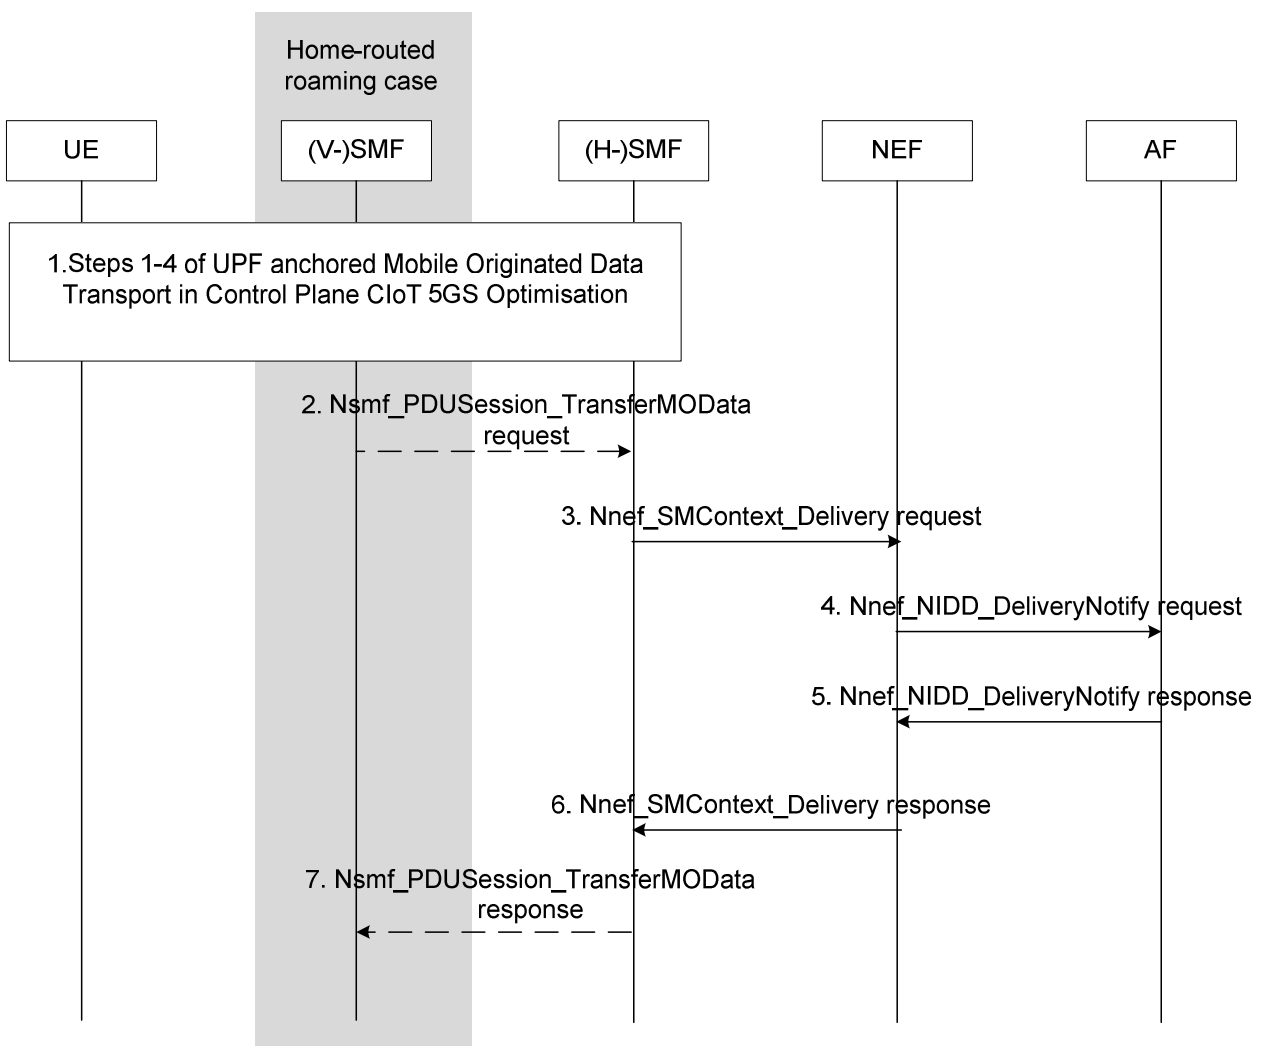 Home-routed
roaming case
UE
(V-)SMF
(H-)SMF
NEF
AF
1.Steps 1-4 of UPF anchored Mobile Originated Data
Transport in Control Plane CIoT 5GS Optimisation
2. Nsmf_PDUSession_TransferMOData
request
3. Nnef_SMContext_Delivery request
4. Nnef_NIDD_DeliveryNotify request
5. Nnef_NIDD_DeliveryNotify response
6. Nnef_SMContext_Delivery response
7. Nsmf_PDUSession_TransferMOData
response